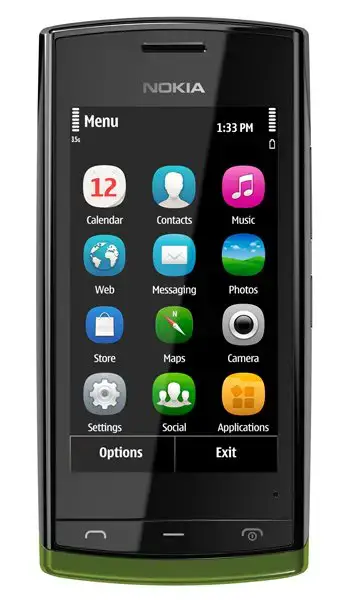 NOKIA
Menu
1:33 PM
3.5G
12
Calendar
Contacts
Music
Web
Messaging
Photos
N
Store
Maps
Camera
Settings
Social
Applications
Options
Exit